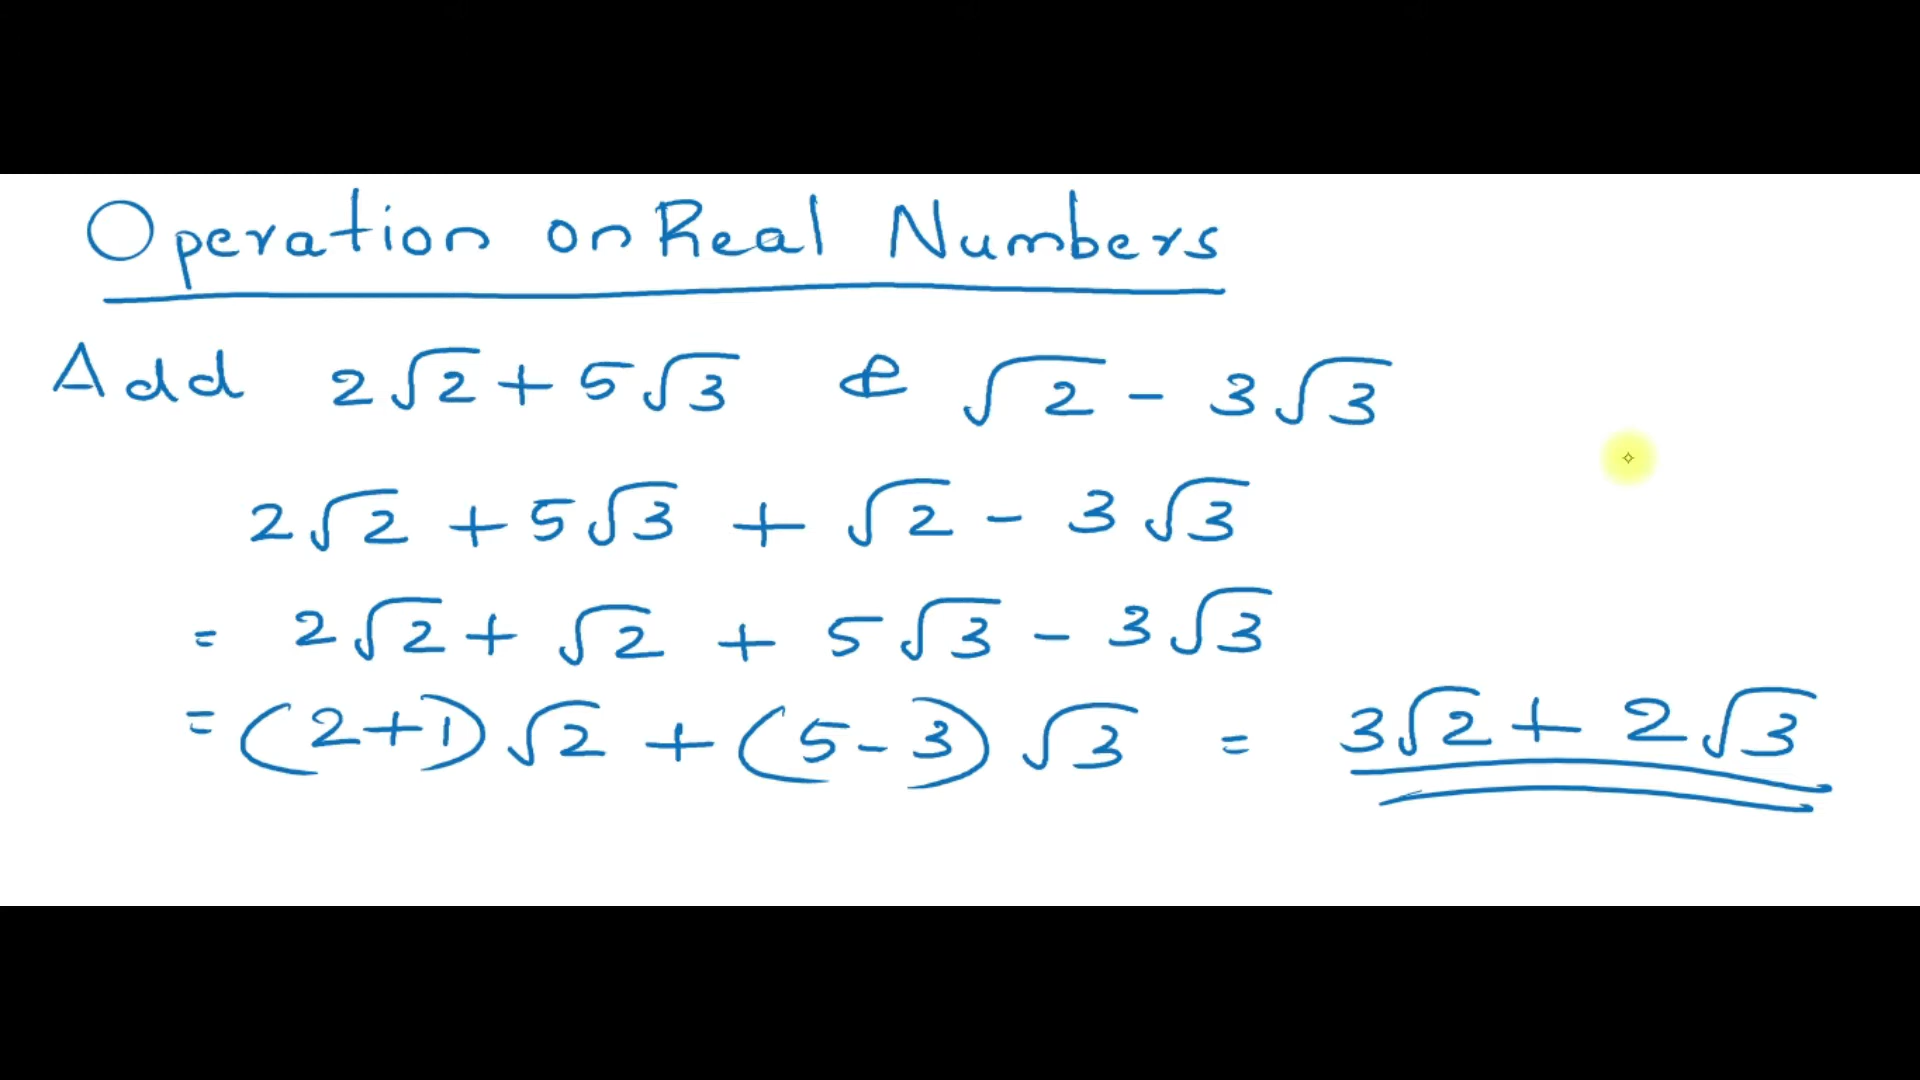 Operation on Real Numbers
Add 2√2 + 5√3 & √2 - 3√3
2√2 + 5√3 + √2 - 3√3
= 2√2 + √2 + 5√3 - 3√3
= (2+1)√2 + (5-3)√3 = 3√2 + 2√3